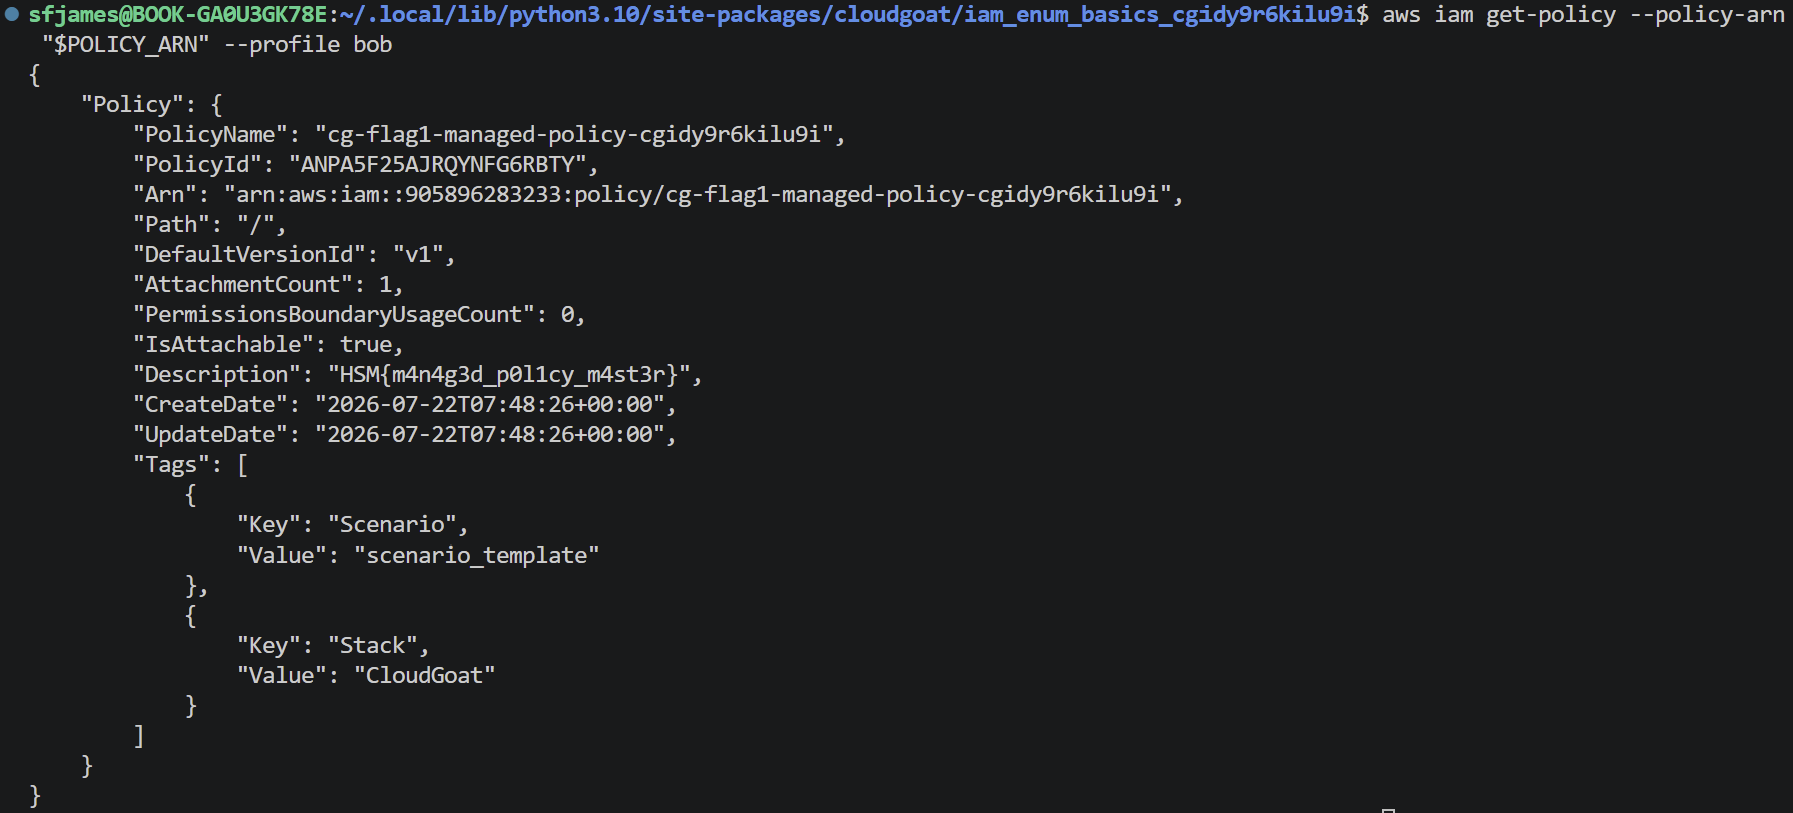 sfjames@BOOK-GA0U3GK78E:~/.local/lib/python3.10/site-packages/cloudgoat/iam_enum_basics_cgidy9r6kilu9i$ aws iam get-policy --policy-arn
 "$POLICY_ARN" --profile bob
{
    "Policy": {
        "PolicyName": "cg-flag1-managed-policy-cgidy9r6kilu9i",
        "PolicyId": "ANPA5F25AJRQYNFG6RBTY",
        "Arn": "arn:aws:iam::905896283233:policy/cg-flag1-managed-policy-cgidy9r6kilu9i",
        "Path": "/",
        "DefaultVersionId": "v1",
        "AttachmentCount": 1,
        "PermissionsBoundaryUsageCount": 0,
        "IsAttachable": true,
        "Description": "HSM{m4n4g3d_p0l1cy_m4st3r}",
        "CreateDate": "2026-07-22T07:48:26+00:00",
        "UpdateDate": "2026-07-22T07:48:26+00:00",
        "Tags": [
            {
                "Key": "Scenario",
                "Value": "scenario_template"
            },
            {
                "Key": "Stack",
                "Value": "CloudGoat"
            }
        ]
    }
}